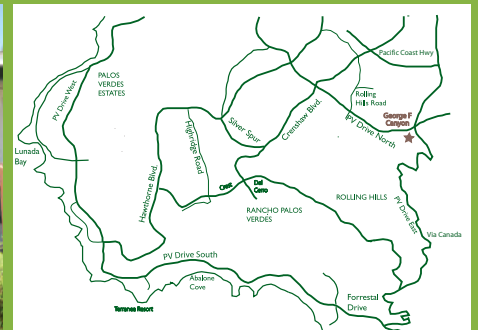 Pacific Coast Hwy
PALOS
VERDES
ESTATES
PV Drive West
Rolling
Hills Road
George F
Canyon
PV Drive North
Silver Spur
Crenshaw Blvd.
Highridge Road
Lunada
Bay
Hawthorne Blvd.
Crest
Del
Cerro
ROLLING HILLS
RANCHO PALOS
VERDES
PV Drive East
Via Canada
PV Drive South
Abalone
Cove
Forrestal
Drive
Terranea Resort